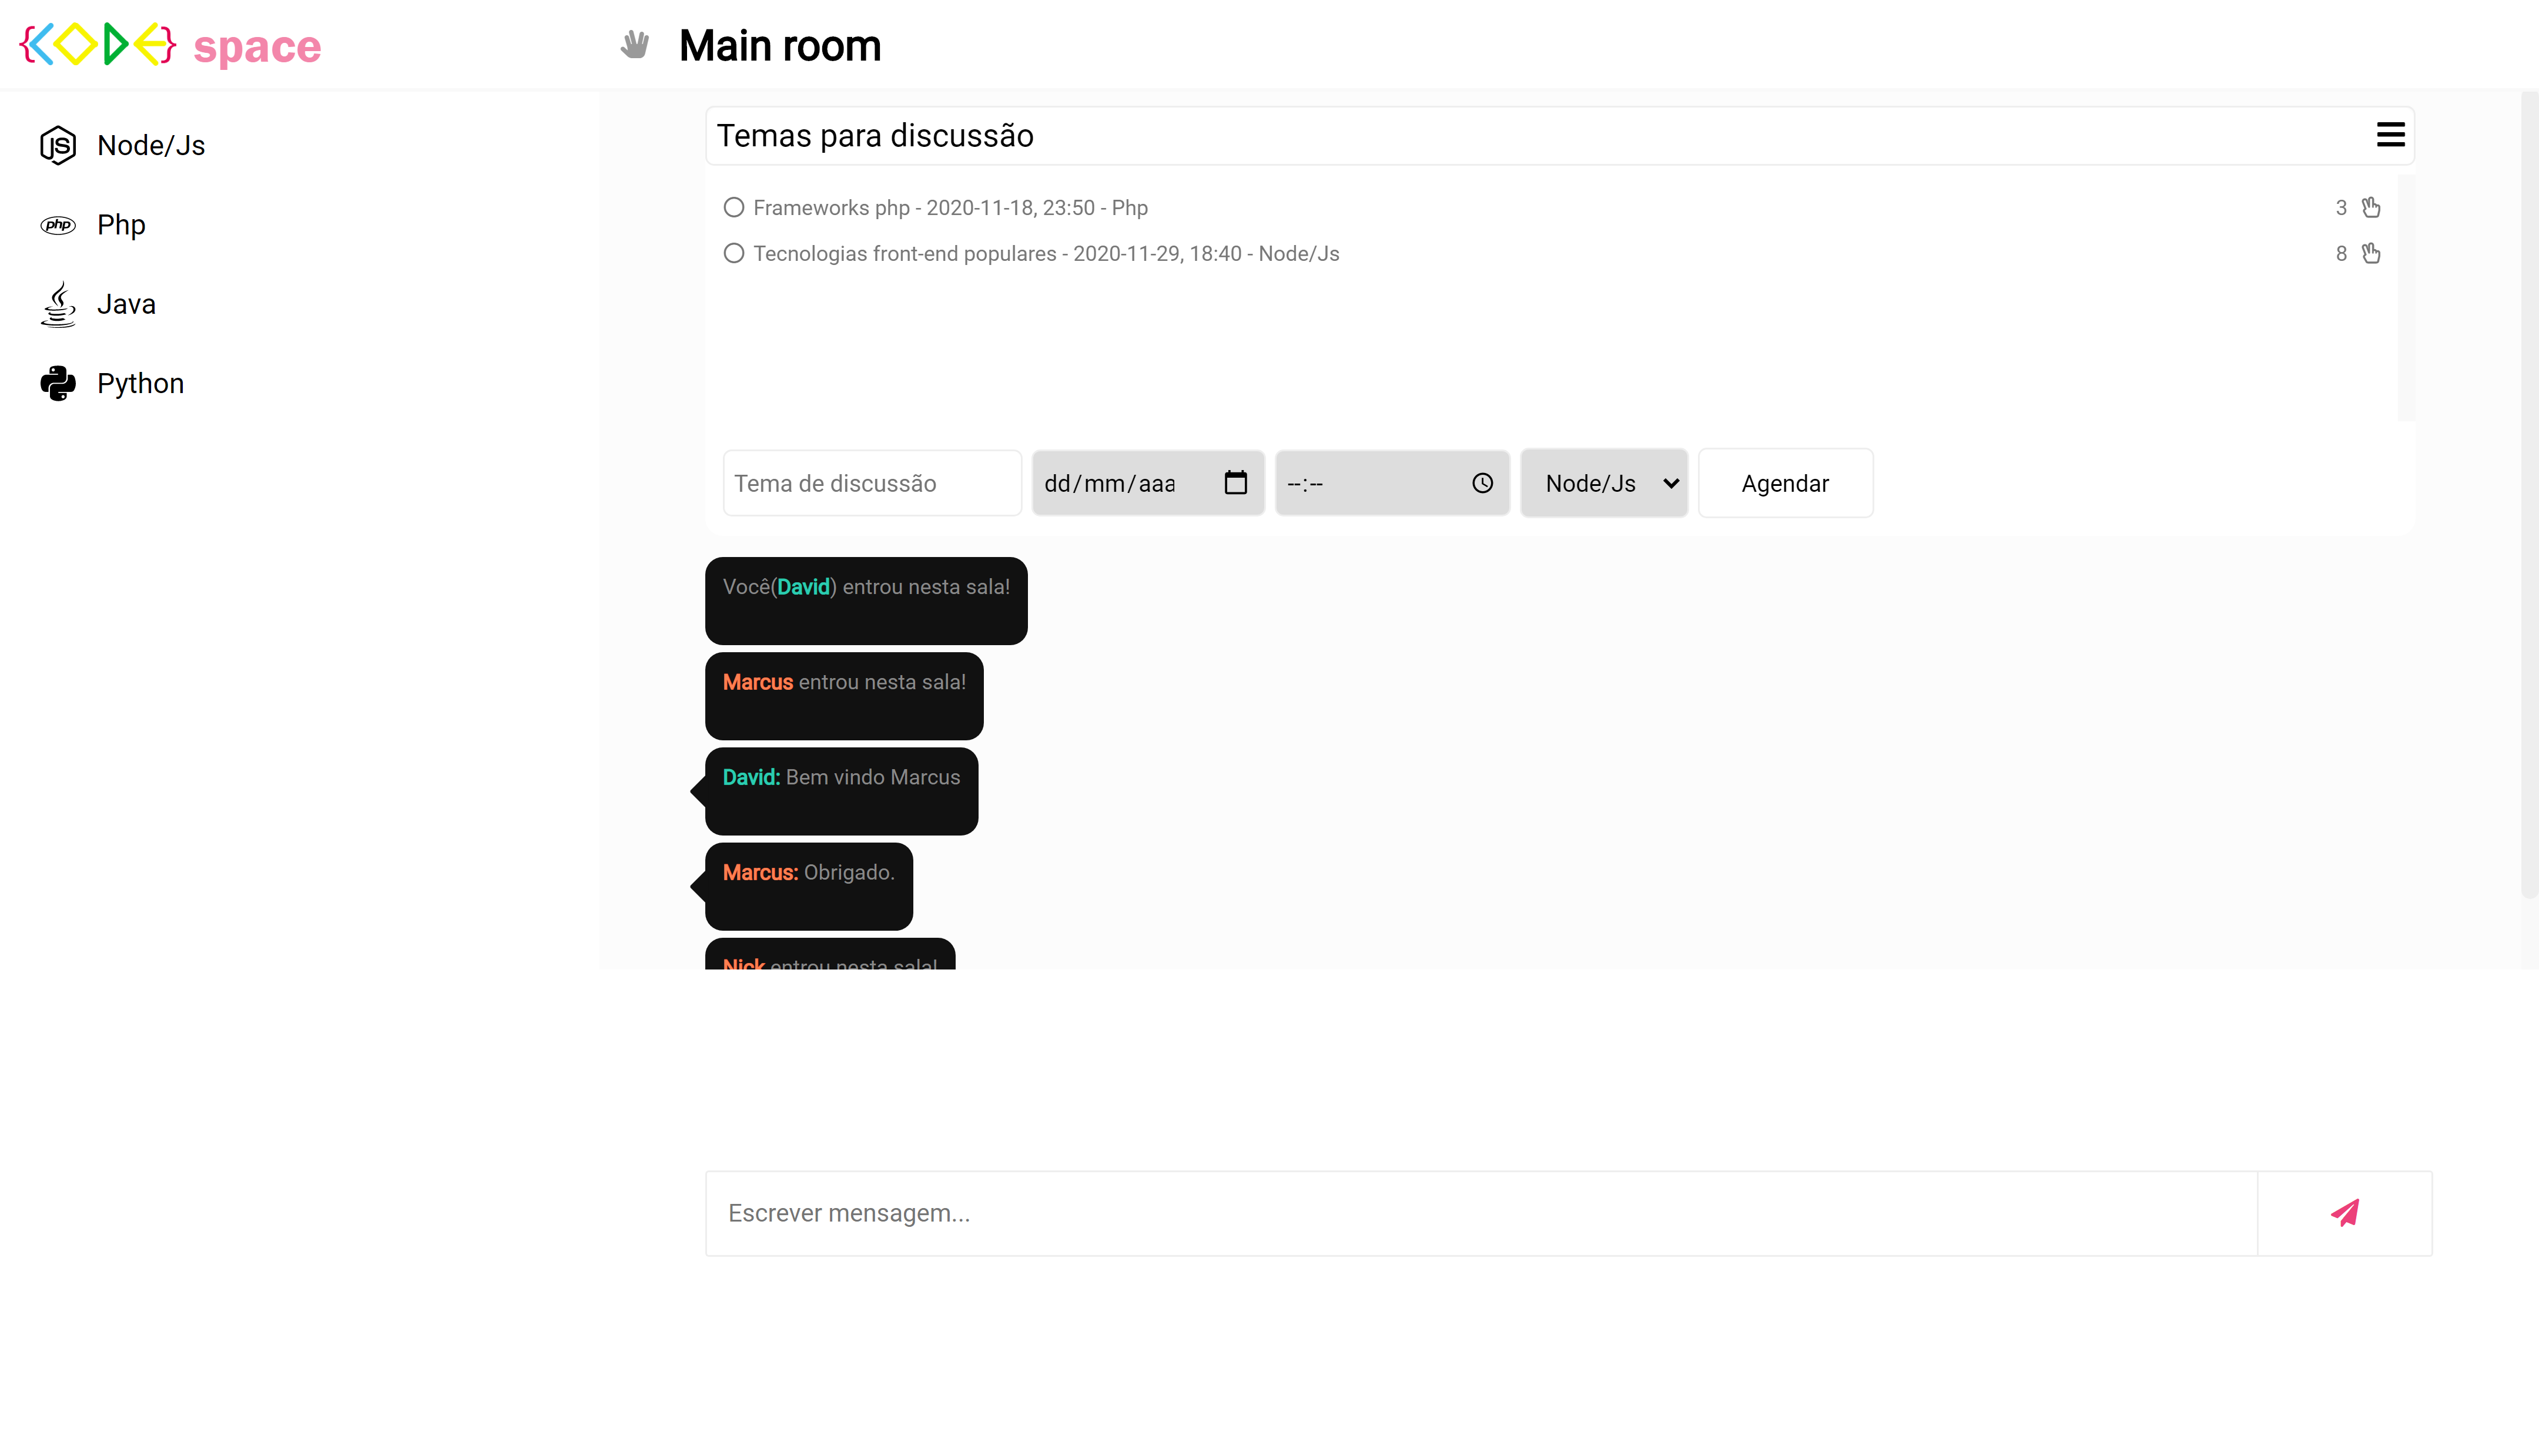 {KODE} space
Main room
Node/Js
php Php
Java
Python
Temas para discussão
Frameworks php - 2020-11-18, 23:50 - Php 3
Tecnologias front-end populares - 2020-11-29, 18:40 - Node/Js 8
Tema de discussão dd/mm/aaa --:-- Node/Js Agendar
Você(David) entrou nesta sala!
Marcus entrou nesta sala!
David: Bem vindo Marcus
Marcus: Obrigado.
Nick entrou nesta sala!
Escrever mensagem...